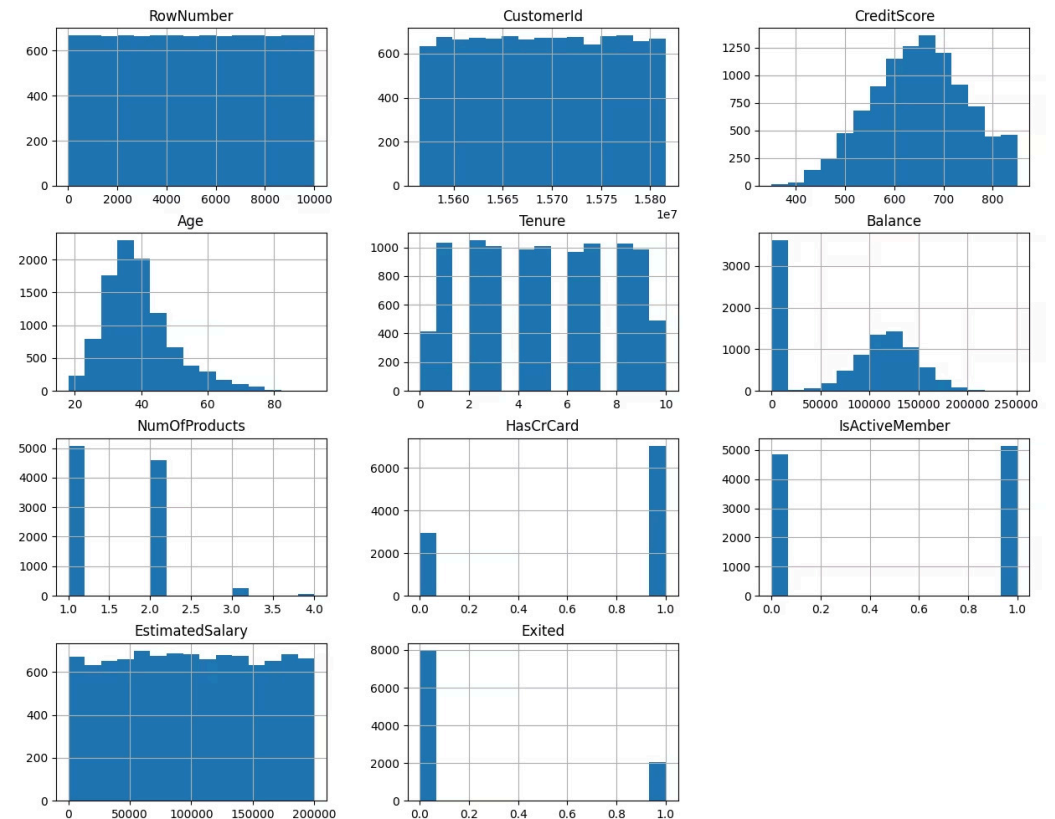 RowNumber
600
400
200
0
0 2000 4000 6000 8000 10000
CustomerId
600
400
200
0
1.560 1.565 1.570 1.575 1.580
1e7
CreditScore
1250
1000
750
500
250
0
400 500 600 700 800
Age
2000
1500
1000
500
0
20 40 60 80
Tenure
1000
800
600
400
200
0
0 2 4 6 8 10
Balance
3000
2000
1000
0
0 50000 100000 150000 200000 250000
NumOfProducts
5000
4000
3000
2000
1000
0
1.0 1.5 2.0 2.5 3.0 3.5 4.0
HasCrCard
6000
4000
2000
0
0.0 0.2 0.4 0.6 0.8 1.0
IsActiveMember
5000
4000
3000
2000
1000
0
0.0 0.2 0.4 0.6 0.8 1.0
EstimatedSalary
600
400
200
0
0 50000 100000 150000 200000
Exited
8000
6000
4000
2000
0
0.0 0.2 0.4 0.6 0.8 1.0